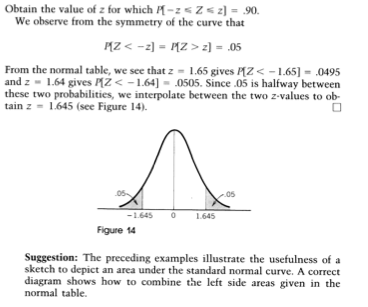 Obtain the value of z for which P[−z ≤ Z ≤ z] = .90.
We observe from the symmetry of the curve that
P[Z < −z] = P[Z > z] = .05
From the normal table, we see that z = 1.65 gives P[Z < −1.65] = .0495
and z = 1.64 gives P[Z < −1.64] = .0505. Since .05 is halfway between
these two probabilities, we interpolate between the two z-values to ob-
tain z = 1.645 (see Figure 14). □
.05 .05
−1.645 0 1.645
Figure 14
Suggestion: The preceding examples illustrate the usefulness of a
sketch to depict an area under the standard normal curve. A correct
diagram shows how to combine the left side areas given in the
normal table.